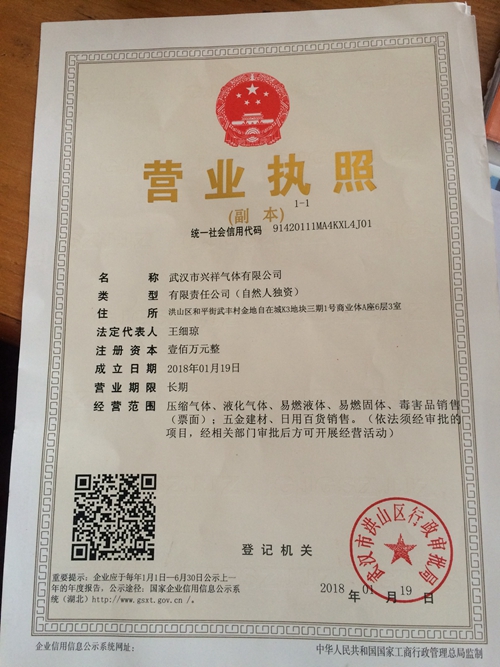 营业执照
(副 本) 1-1
统一社会信用代码 91420111MA4KXL4J01
名 称 武汉市兴祥气体有限公司
类 型 有限责任公司（自然人独资）
住 所 洪山区和平街武丰村金地自在城K3地块三期1号商业体A座6层3室
法定代表人 王细琼
注册资本 壹佰万元整
成立日期 2018年01月19日
营业期限 长期
经营范围 压缩气体、液化气体、易燃液体、易燃固体、毒害品销售
（票面）；五金建材、日用百货销售。（依法须经审批的
项目，经相关部门审批后方可开展经营活动）
登记机关
武汉市洪山区行政审批局
2018 年 01 月 19 日
重要提示：企业应于每年1月1日—6月30日公示上一
年的年度报告，公示途径：国家企业信用信息公示系
统（湖北）http://www.gsxt.gov.cn /。
企业信用信息公示系统网址：
中华人民共和国国家工商行政管理总局监制